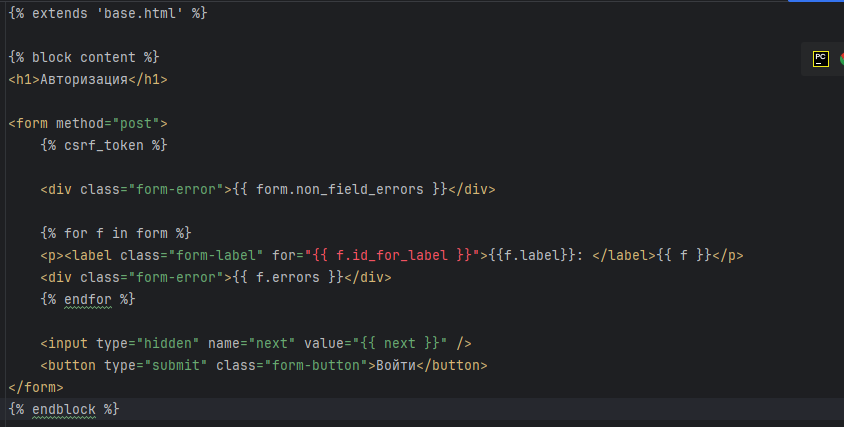 {% extends 'base.html' %}
{% block content %}
<h1>Авторизация</h1>
<form method="post">
{% csrf_token %}
<div class="form-error">{{ form.non_field_errors }}</div>
{% for f in form %}
<p><label class="form-label" for="{{ f.id_for_label }}">{{f.label}}: </label>{{ f }}</p>
<div class="form-error">{{ f.errors }}</div>
{% endfor %}
<input type="hidden" name="next" value="{{ next }}" />
<button type="submit" class="form-button">Войти</button>
</form>
{% endblock %}
PC